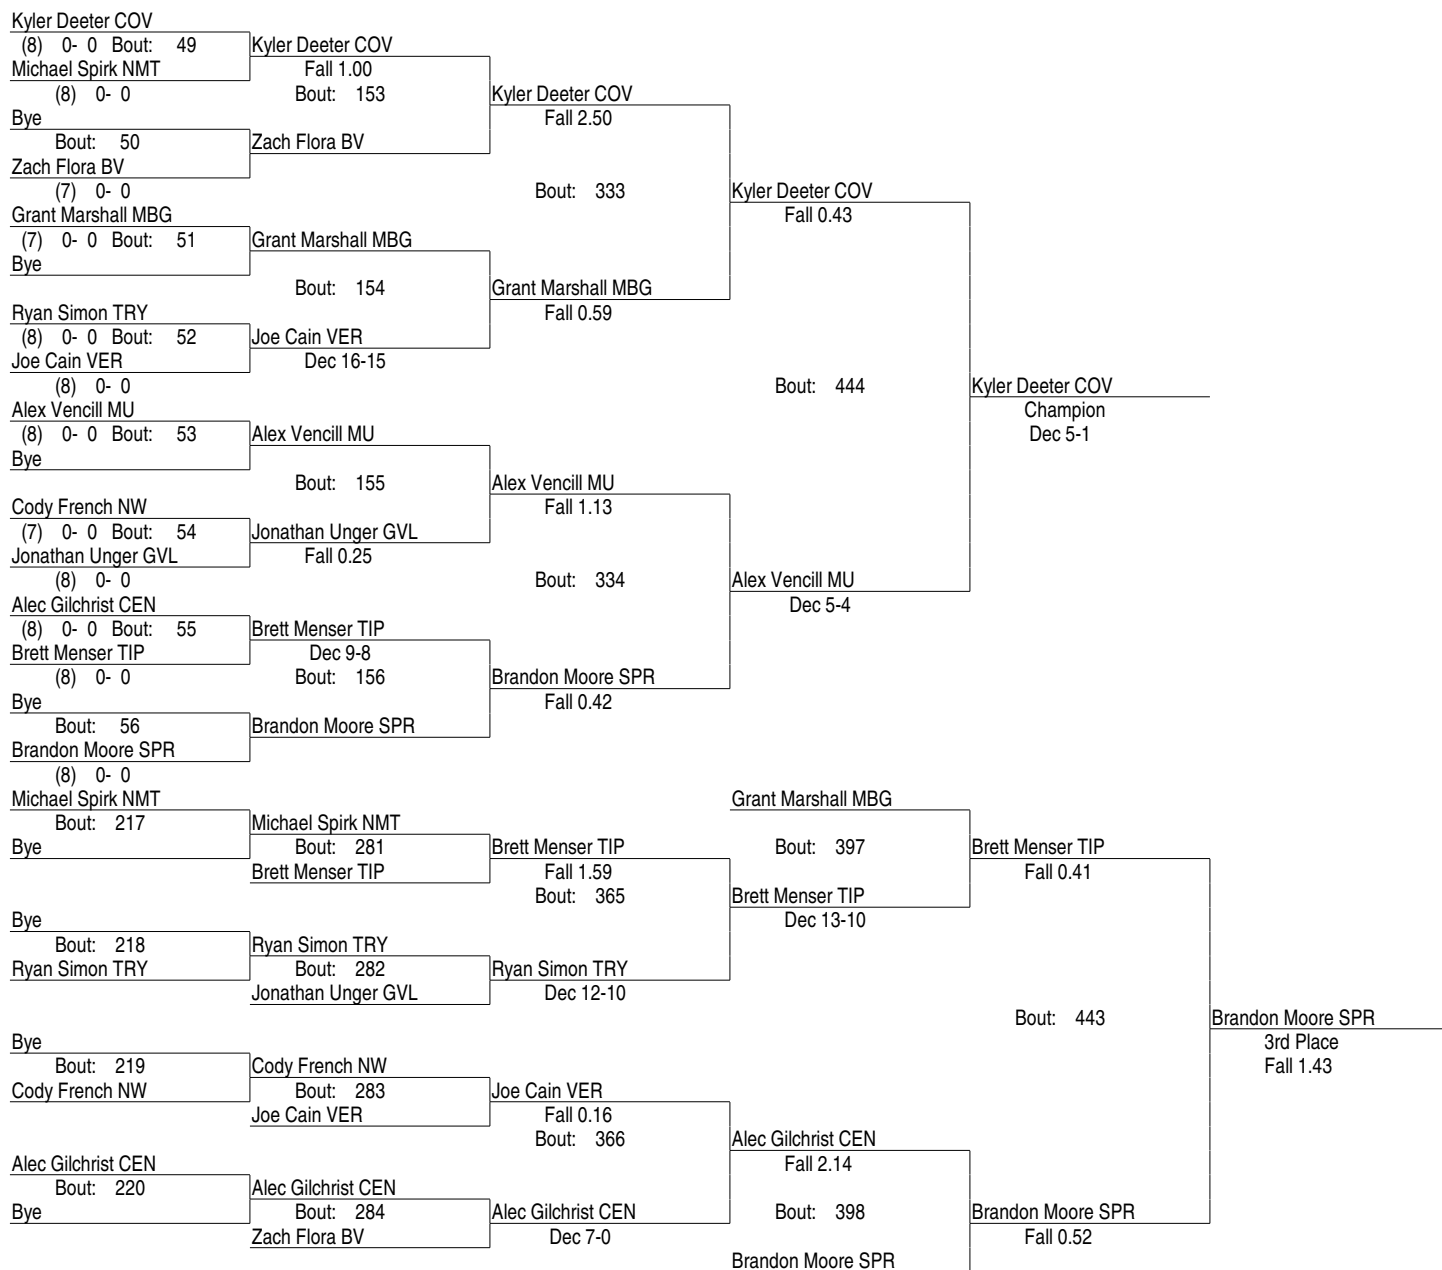 Kyler Deeter COV
(8) 0- 0 Bout: 49 Kyler Deeter COV
Michael Spirk NMT Fall 1.00
(8) 0- 0 Bout: 153 Kyler Deeter COV
Bye Fall 2.50
Bout: 50 Zach Flora BV
Zach Flora BV
(7) 0- 0 Bout: 333 Kyler Deeter COV
Grant Marshall MBG Fall 0.43
(7) 0- 0 Bout: 51 Grant Marshall MBG
Bye
Bout: 154 Grant Marshall MBG
Ryan Simon TRY Fall 0.59
(8) 0- 0 Bout: 52 Joe Cain VER
Joe Cain VER Dec 16-15
(8) 0- 0 Bout: 444 Kyler Deeter COV
Alex Vencill MU Champion
(8) 0- 0 Bout: 53 Alex Vencill MU Dec 5-1
Bye
Bout: 155 Alex Vencill MU
Cody French NW Fall 1.13
(7) 0- 0 Bout: 54 Jonathan Unger GVL
Jonathan Unger GVL Fall 0.25
(8) 0- 0 Bout: 334 Alex Vencill MU
Alec Gilchrist CEN Dec 5-4
(8) 0- 0 Bout: 55 Brett Menser TIP
Brett Menser TIP Dec 9-8
(8) 0- 0 Bout: 156 Brandon Moore SPR
Bye Fall 0.42
Bout: 56 Brandon Moore SPR
Brandon Moore SPR
(8) 0- 0
Michael Spirk NMT Grant Marshall MBG
Bout: 217 Michael Spirk NMT
Bye Bout: 281 Brett Menser TIP Bout: 397 Brett Menser TIP
Brett Menser TIP Fall 1.59 Fall 0.41
Bout: 365 Brett Menser TIP
Bye Dec 13-10
Bout: 218 Ryan Simon TRY
Ryan Simon TRY Bout: 282 Ryan Simon TRY
Jonathan Unger GVL Dec 12-10
Bout: 443 Brandon Moore SPR
Bye 3rd Place
Bout: 219 Cody French NW Fall 1.43
Cody French NW Bout: 283 Joe Cain VER
Joe Cain VER Fall 0.16
Bout: 366 Alec Gilchrist CEN
Alec Gilchrist CEN Fall 2.14
Bout: 220 Alec Gilchrist CEN
Bye Bout: 284 Alec Gilchrist CEN Bout: 398 Brandon Moore SPR
Zach Flora BV Dec 7-0 Fall 0.52
Brandon Moore SPR